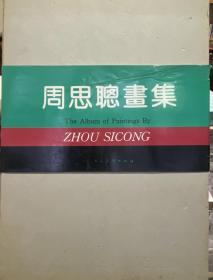 周思聰畫集
The Album of Paintings By
ZHOU SICONG